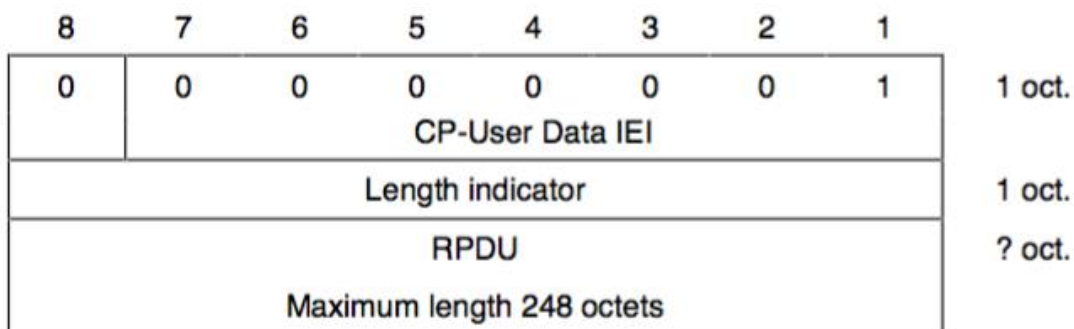 8 7 6 5 4 3 2 1
0 0 0 0 0 0 0 1 1 oct.
CP-User Data IEI
Length indicator 1 oct.
RPDU ? oct.
Maximum length 248 octets